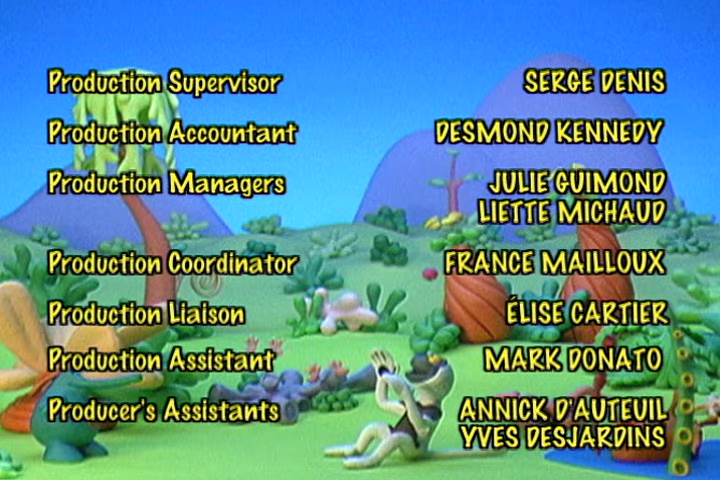 Production Supervisor SERGE DENIS
Production Accountant DESMOND KENNEDY
Production Managers JULIE GUIMOND
LIETTE MICHAUD
Production Coordinator FRANCE MAILLOUX
Production Liaison ÉLISE CARTIER
Production Assistant MARK DONATO
Producer's Assistants ANNICK D'AUTEUIL
YVES DESJARDINS